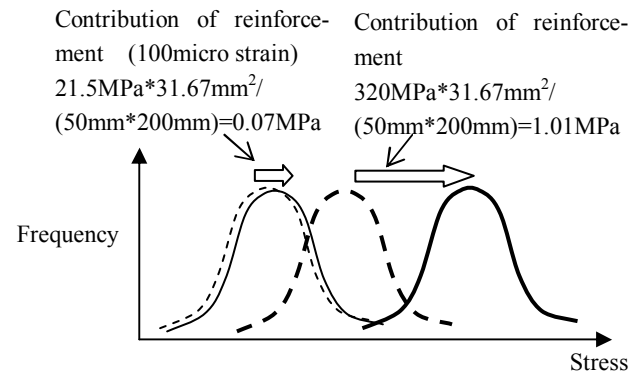 Contribution of reinforce-
ment (100micro strain)
21.5MPa*31.67mm²/
(50mm*200mm)=0.07MPa
Contribution of reinforce-
ment
320MPa*31.67mm²/
(50mm*200mm)=1.01MPa
Frequency
Stress